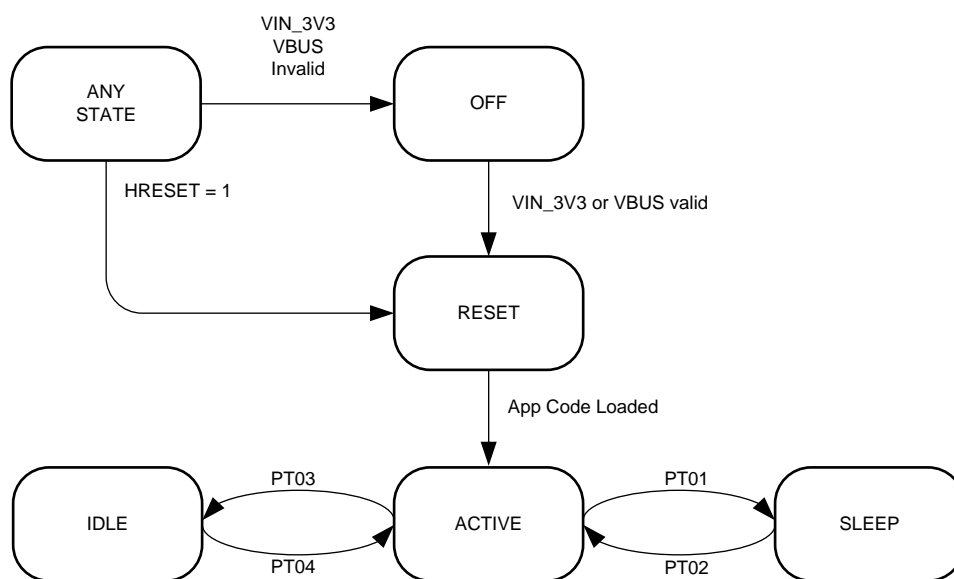 VIN_3V3
VBUS
Invalid
ANY
STATE
OFF
HRESET = 1
VIN_3V3 or VBUS valid
RESET
App Code Loaded
PT03
PT01
IDLE
ACTIVE
SLEEP
PT04
PT02